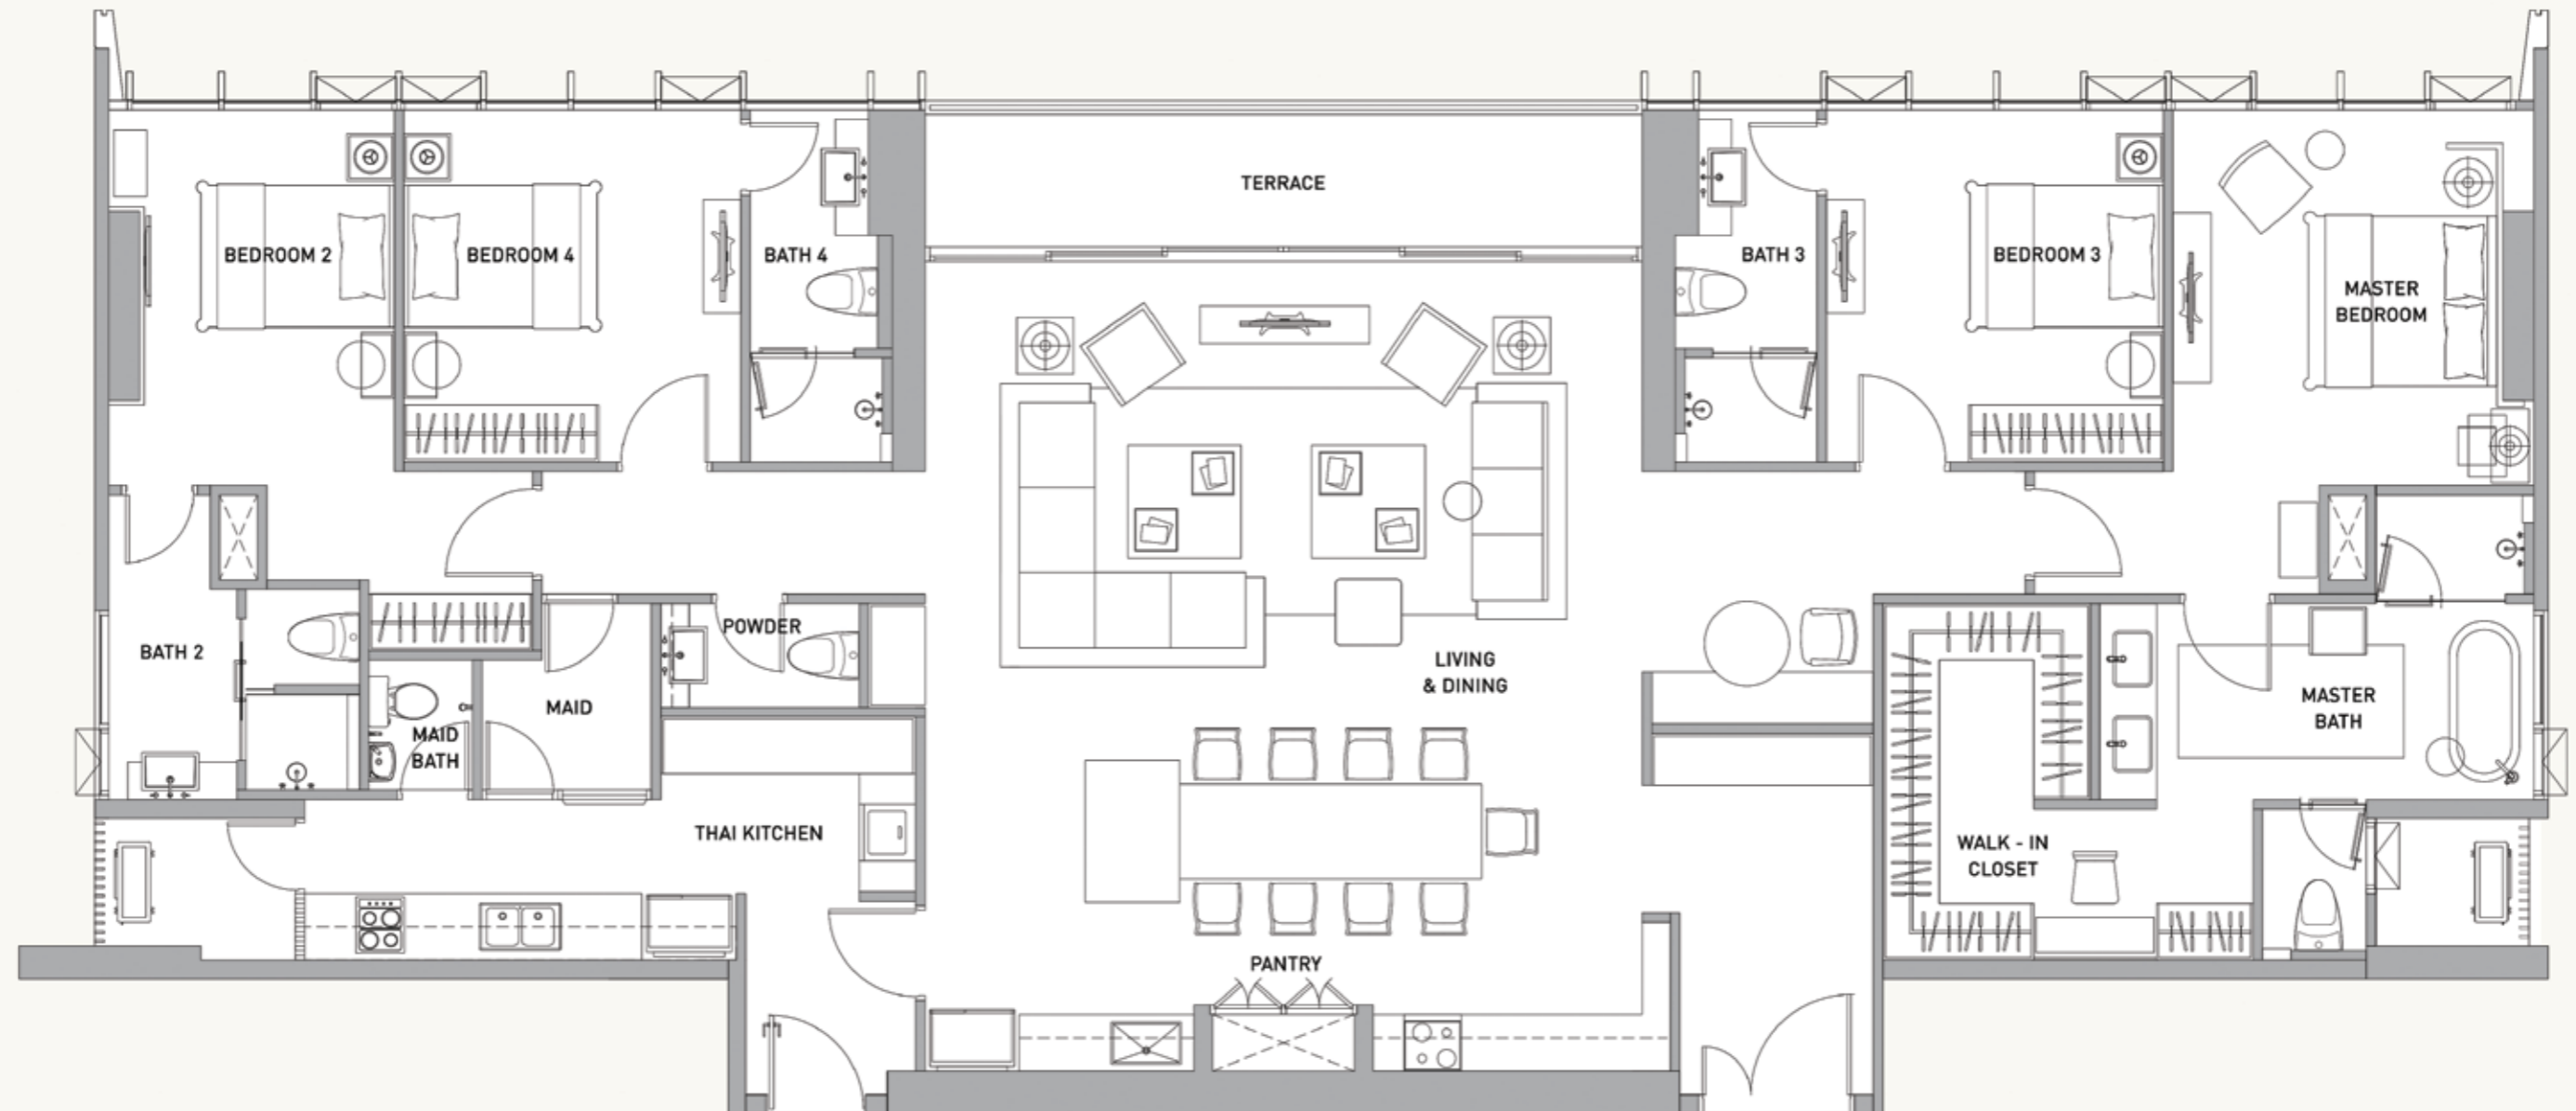 TERRACE
BEDROOM 2
BEDROOM 4
BATH 4
BATH 3
BEDROOM 3
MASTER
BEDROOM
POWDER
BATH 2
LIVING
& DINING
MAID
MASTER
BATH
MAID
BATH
THAI KITCHEN
WALK - IN
CLOSET
PANTRY